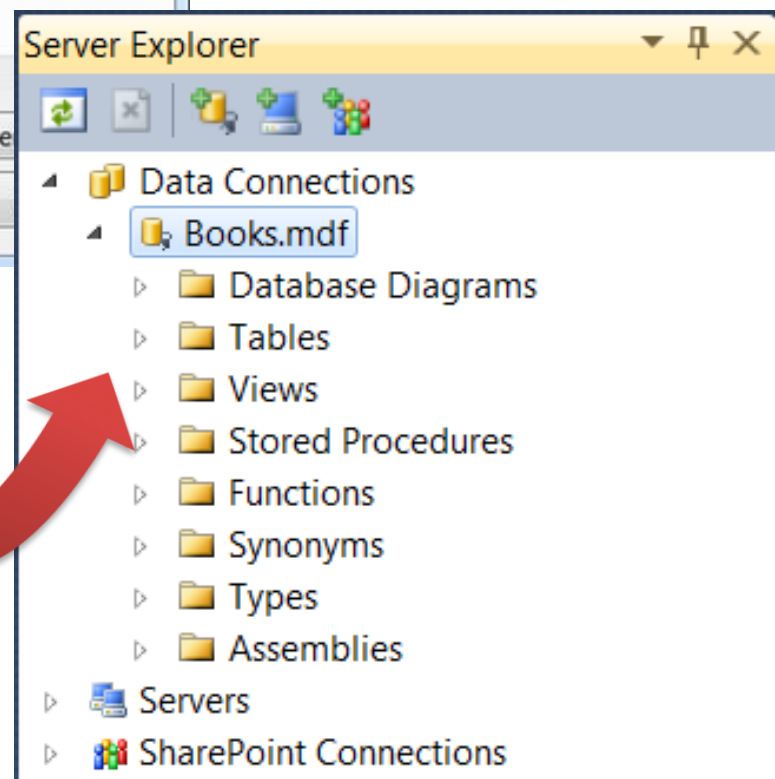 Server Explorer
Data Connections
Books.mdf
Database Diagrams
Tables
Views
Stored Procedures
Functions
Synonyms
Types
Assemblies
Servers
SharePoint Connections